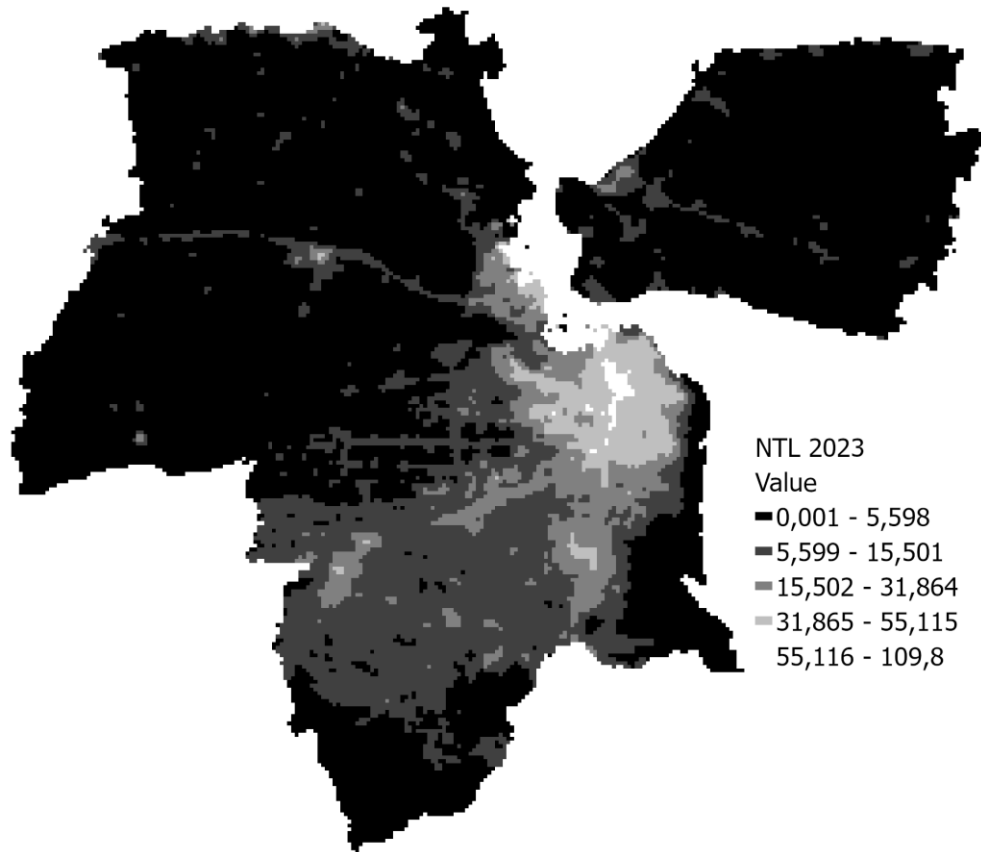 NTL 2023
Value
0,001 - 5,598
5,599 - 15,501
15,502 - 31,864
31,865 - 55,115
55,116 - 109,8